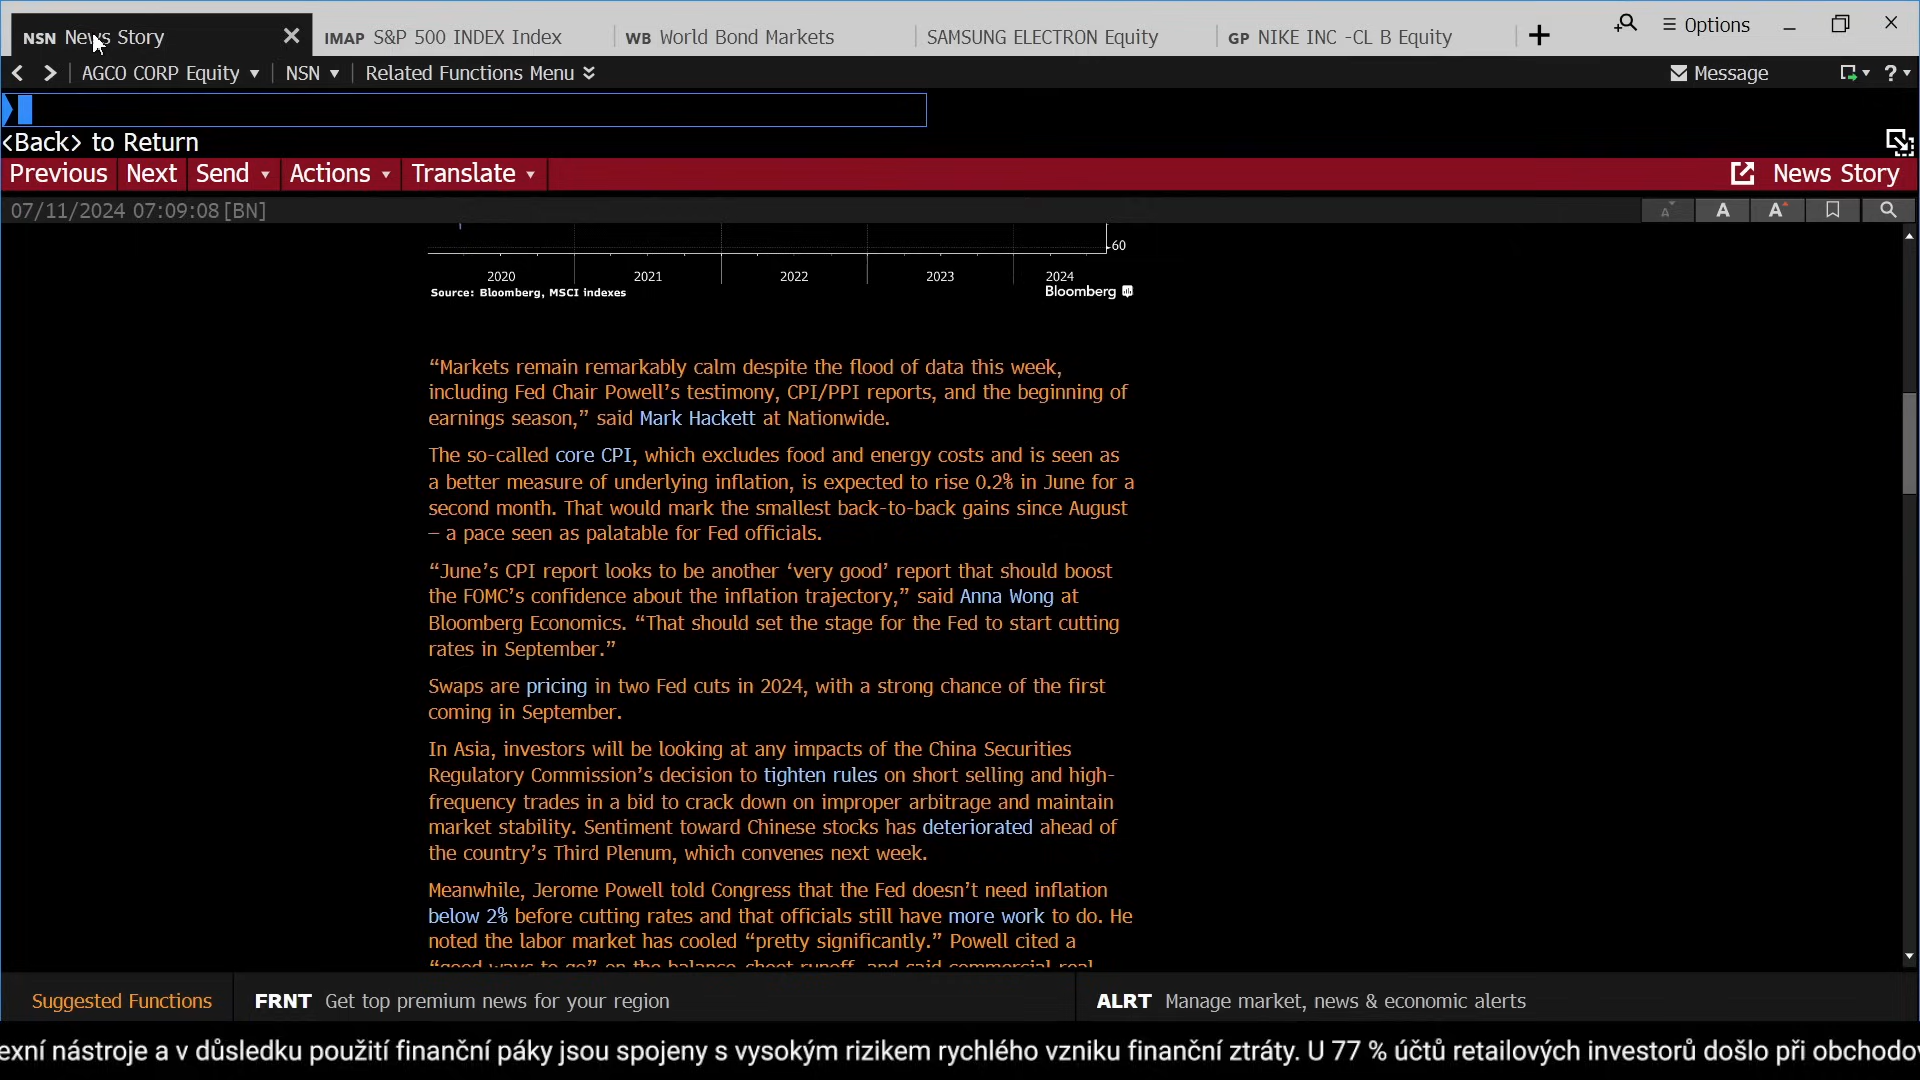 NSN News Story
IMAP S&P 500 INDEX Index
WB World Bond Markets
SAMSUNG ELECTRON Equity
GP NIKE INC -CL B Equity
Options
AGCO CORP Equity
NSN
Related Functions Menu
Message
?
<Back> to Return
Previous
Next
Send
Actions
Translate
News Story
07/11/2024 07:09:08 [BN]
A A A
60
2020 2021 2022 2023 2024
Source: Bloomberg, MSCI indexes
Bloomberg
“Markets remain remarkably calm despite the flood of data this week,
including Fed Chair Powell’s testimony, CPI/PPI reports, and the beginning of
earnings season,” said Mark Hackett at Nationwide.
The so-called core CPI, which excludes food and energy costs and is seen as
a better measure of underlying inflation, is expected to rise 0.2% in June for a
second month. That would mark the smallest back-to-back gains since August
— a pace seen as palatable for Fed officials.
“June’s CPI report looks to be another ‘very good’ report that should boost
the FOMC’s confidence about the inflation trajectory,” said Anna Wong at
Bloomberg Economics. “That should set the stage for the Fed to start cutting
rates in September.”
Swaps are pricing in two Fed cuts in 2024, with a strong chance of the first
coming in September.
In Asia, investors will be looking at any impacts of the China Securities
Regulatory Commission’s decision to tighten rules on short selling and high-
frequency trades in a bid to crack down on improper arbitrage and maintain
market stability. Sentiment toward Chinese stocks has deteriorated ahead of
the country’s Third Plenum, which convenes next week.
Meanwhile, Jerome Powell told Congress that the Fed doesn’t need inflation
below 2% before cutting rates and that officials still have more work to do. He
noted the labor market has cooled “pretty significantly.” Powell cited a
“good ways to go” on the balance-sheet runoff, and said commercial real
Suggested Functions
FRNT Get top premium news for your region
ALRT Manage market, news & economic alerts
exní nástroje a v důsledku použití finanční páky jsou spojeny s vysokým rizikem rychlého vzniku finanční ztráty. U 77 % účtů retailových investorů došlo při obchodov